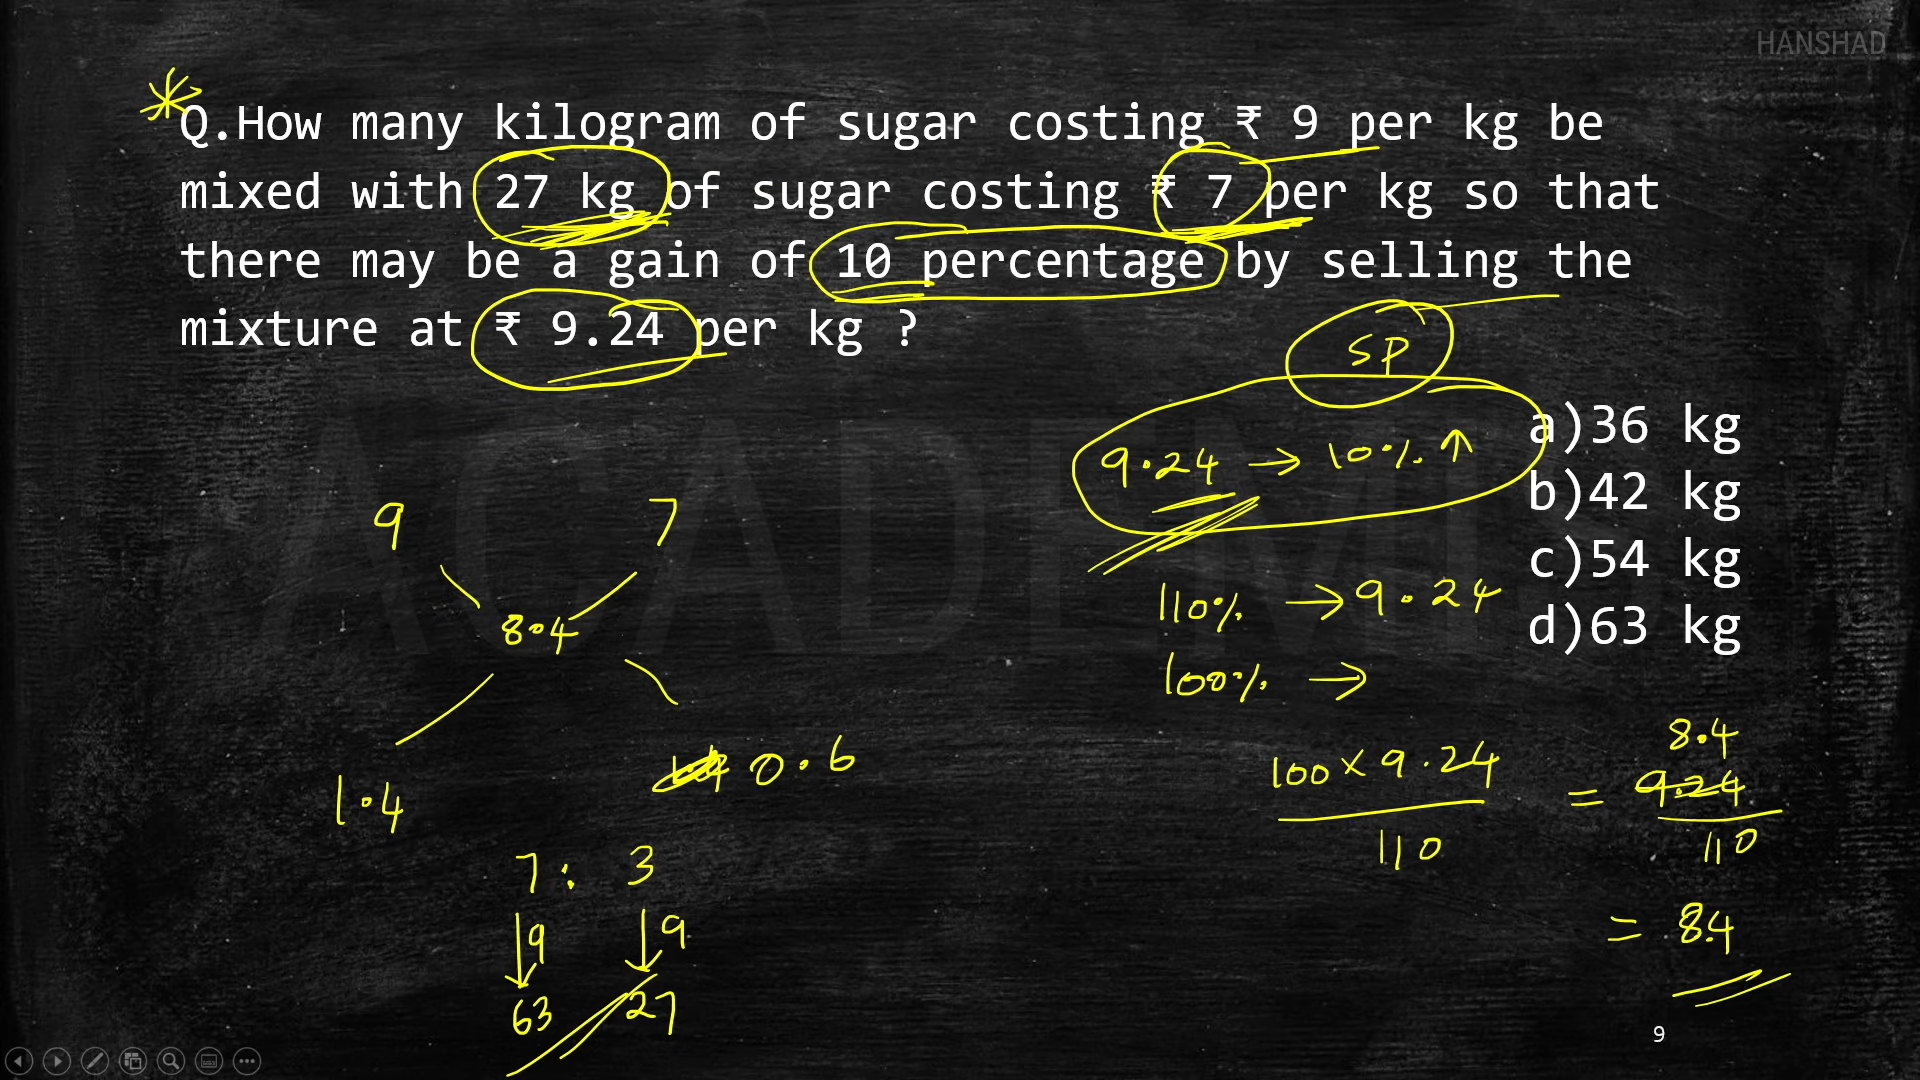 HANSHAD
Q.How many kilogram of sugar costing ₹ 9 per kg be
mixed with 27 kg of sugar costing ₹ 7 per kg so that
there may be a gain of 10 percentage by selling the
mixture at ₹ 9.24 per kg ?
SP
9.24 → 10% ↑
a)36 kg
b)42 kg
c)54 kg
d)63 kg
9 7
8.4
1.4 0.6
7 : 3
↓9 ↓9
63 27
110% → 9.24
100% →
100 × 9.24
110
= 9.24
8.4
110
= 8.4
ACADEMY
9